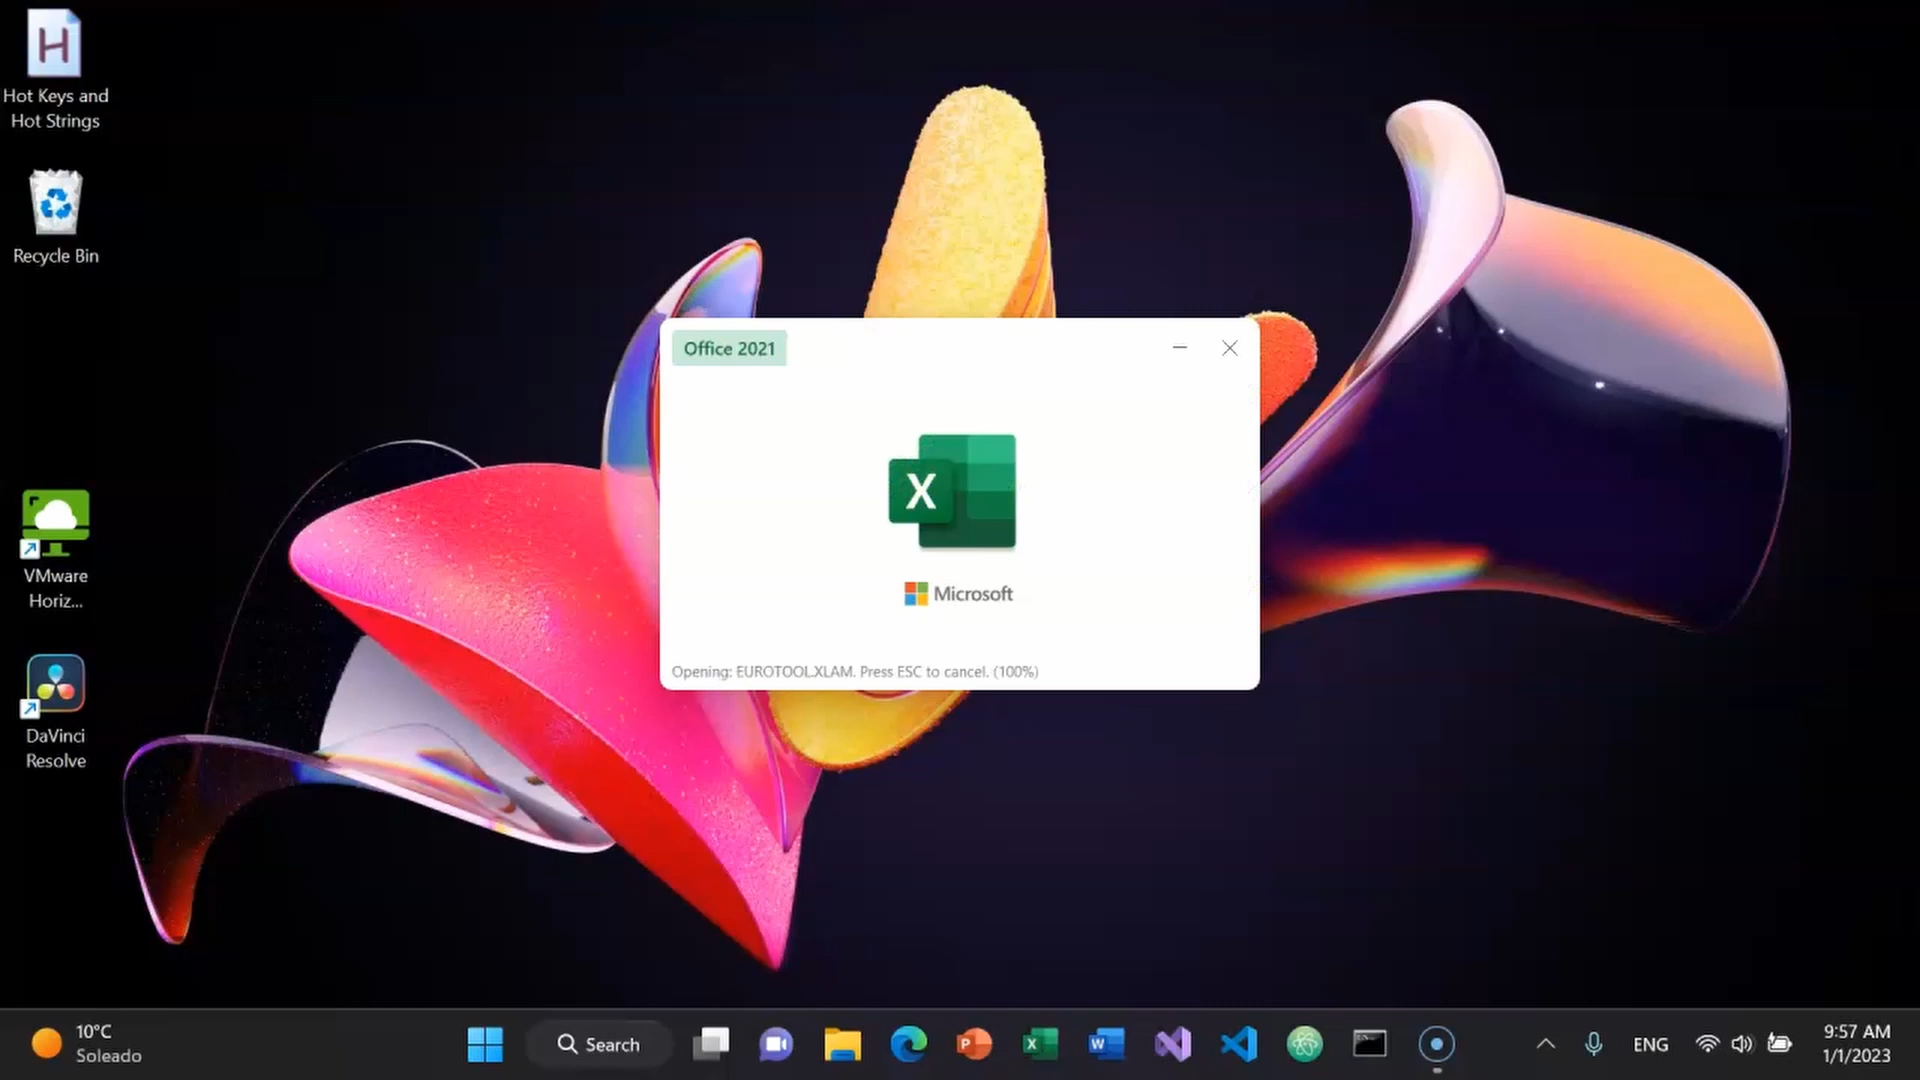 H
Hot Keys and
Hot Strings
Recycle Bin
VMware
Horiz...
DaVinci
Resolve
Office 2021
X
Microsoft
Opening: EUROTOOL.XLAM. Press ESC to cancel. (100%)
10°C
Soleado
Search
P
X
W
ENG
9:57 AM
1/1/2023